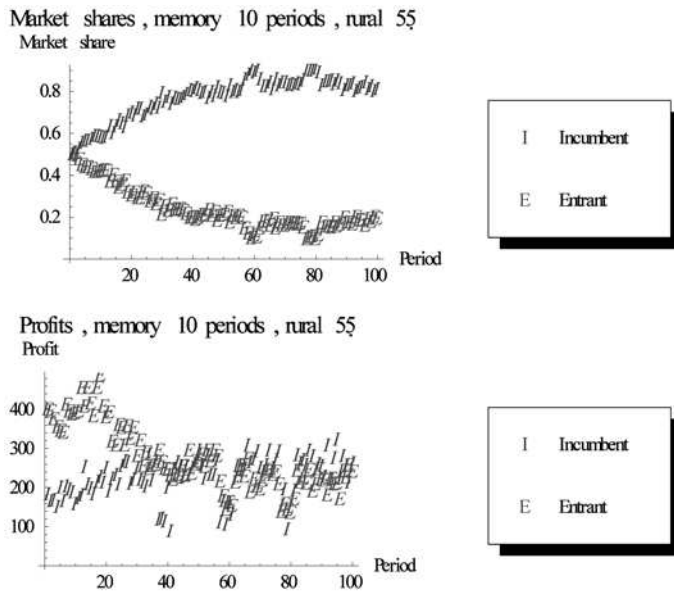 Market shares , memory 10 periods , rural 55.
Market share
0.8
0.6
0.4
0.2
20 40 60 80 100 Period
I Incumbent
E Entrant
Profits , memory 10 periods , rural 55.
Profit
400
300
200
100
20 40 60 80 100 Period
I Incumbent
E Entrant